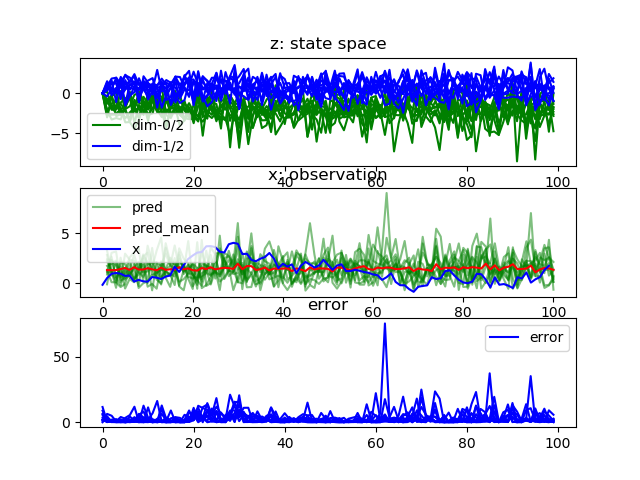 z: state space
0
−5
dim-0/2
dim-1/2
0 20 40 60 80 100
x: observation
5
0
pred
pred_mean
x
0 20 40 60 80 100
error
50
0
error
0 20 40 60 80 100